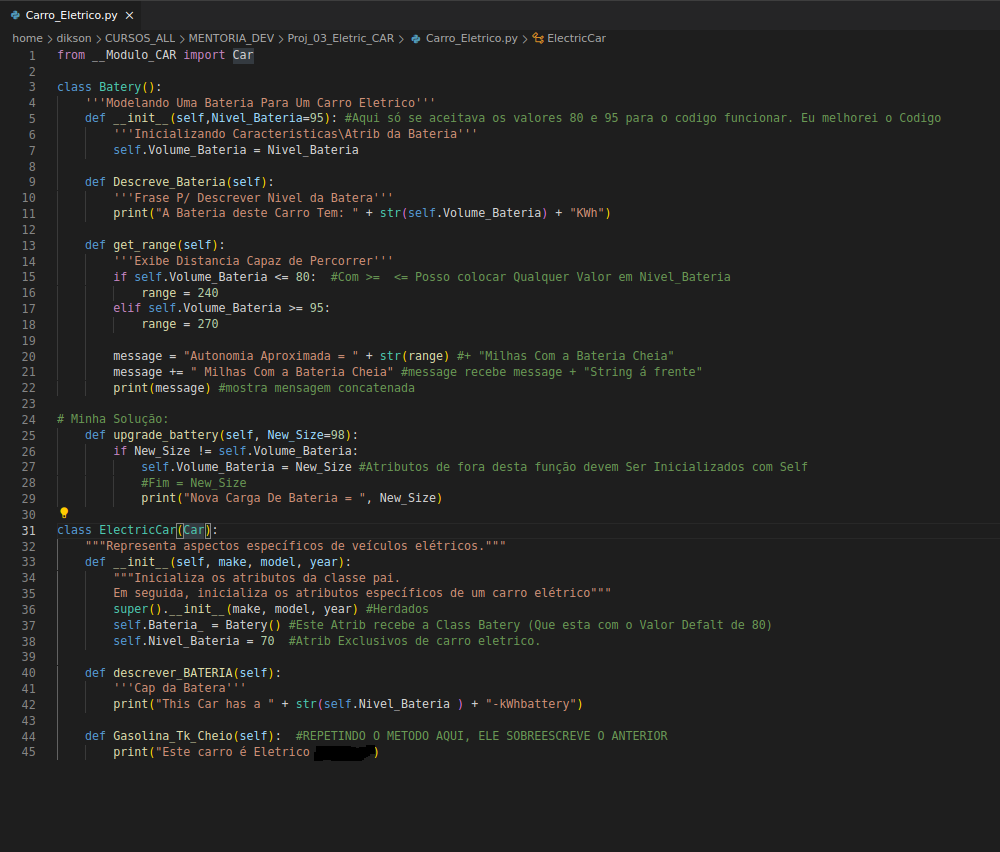 Carro_Eletrico.py ×
home > dikson > CURSOS_ALL > MENTORIA_DEV > Proj_03_Eletric_CAR > Carro_Eletrico.py > ElectricCar
1 from __Modulo_CAR import Car
2
3 class Batery():
4 '''Modelando Uma Bateria Para Um Carro Eletrico'''
5 def __init__(self,Nivel_Bateria=95): #Aqui só se aceitava os valores 80 e 95 para o codigo funcionar. Eu melhorei o Codigo
6 '''Inicializando Caracteristicas\Atrib da Bateria'''
7 self.Volume_Bateria = Nivel_Bateria
8
9 def Descreve_Bateria(self):
10 '''Frase P/ Descrever Nivel da Batera'''
11 print("A Bateria deste Carro Tem: " + str(self.Volume_Bateria) + "KWh")
12
13 def get_range(self):
14 '''Exibe Distancia Capaz de Percorrer'''
15 if self.Volume_Bateria <= 80:  #Com >=  <= Posso colocar Qualquer Valor em Nivel_Bateria
16 range = 240
17 elif self.Volume_Bateria >= 95:
18 range = 270
19
20 message = "Autonomia Aproximada = " + str(range) #+ "Milhas Com a Bateria Cheia"
21 message += " Milhas Com a Bateria Cheia" #message recebe message + "String á frente"
22 print(message) #mostra mensagem concatenada
23
24 # Minha Solução:
25 def upgrade_battery(self, New_Size=98):
26 if New_Size != self.Volume_Bateria:
27 self.Volume_Bateria = New_Size #Atributos de fora desta função devem Ser Inicializados com Self
28 #Fim = New_Size
29 print("Nova Carga De Bateria = ", New_Size)
30
31 class ElectricCar(Car):
32 """Representa aspectos específicos de veículos elétricos."""
33 def __init__(self, make, model, year):
34 """Inicializa os atributos da classe pai.
35 Em seguida, inicializa os atributos específicos de um carro elétrico"""
36 super().__init__(make, model, year) #Herdados
37 self.Bateria_ = Batery() #Este Atrib recebe a Class Batery (Que esta com o Valor Defalt de 80)
38 self.Nivel_Bateria = 70  #Atrib Exclusivos de carro eletrico.
39
40 def descrever_BATERIA(self):
41 '''Cap da Batera'''
42 print("This Car has a " + str(self.Nivel_Bateria ) + "-kWhbattery")
43
44 def Gasolina_Tk_Cheio(self):  #REPETINDO O METODO AQUI, ELE SOBREESCREVE O ANTERIOR
45 print("Este carro é Eletrico )